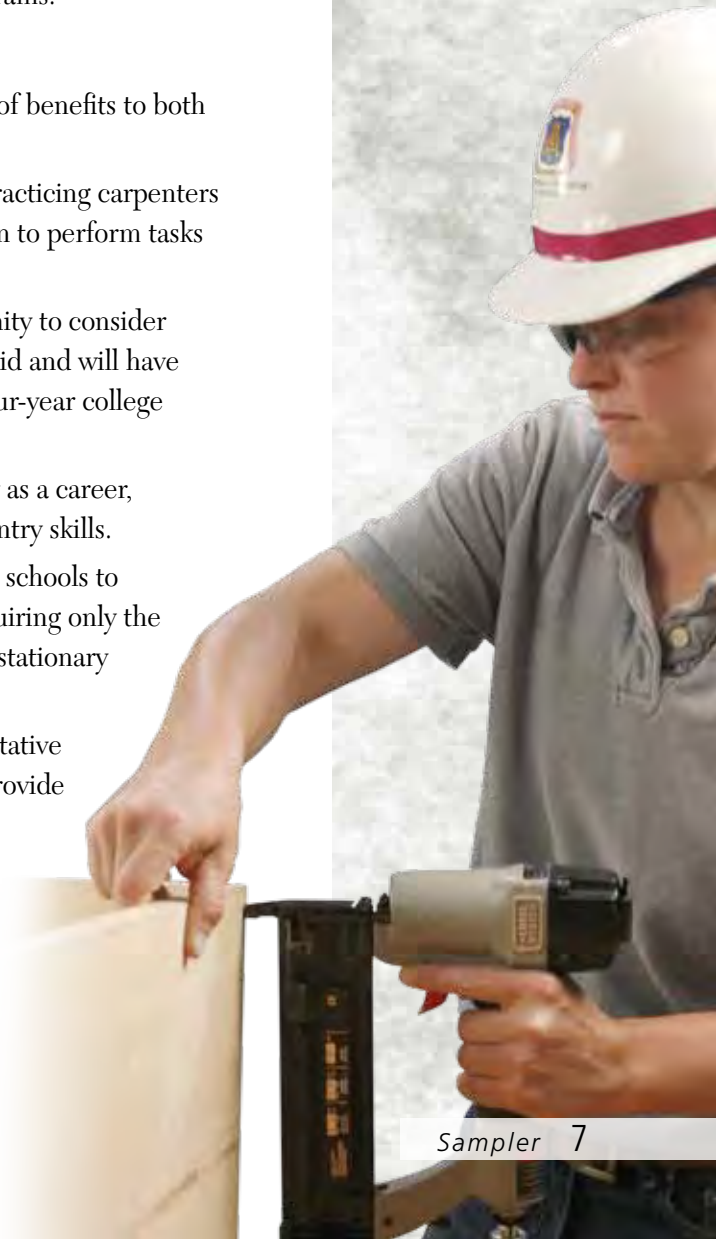 of benefits to both
racticing carpenters
n to perform tasks
nity to consider
id and will have
ur-year college
as a career,
ntry skills.
schools to
uiring only the
stationary
tative
rovide
Sampler 7